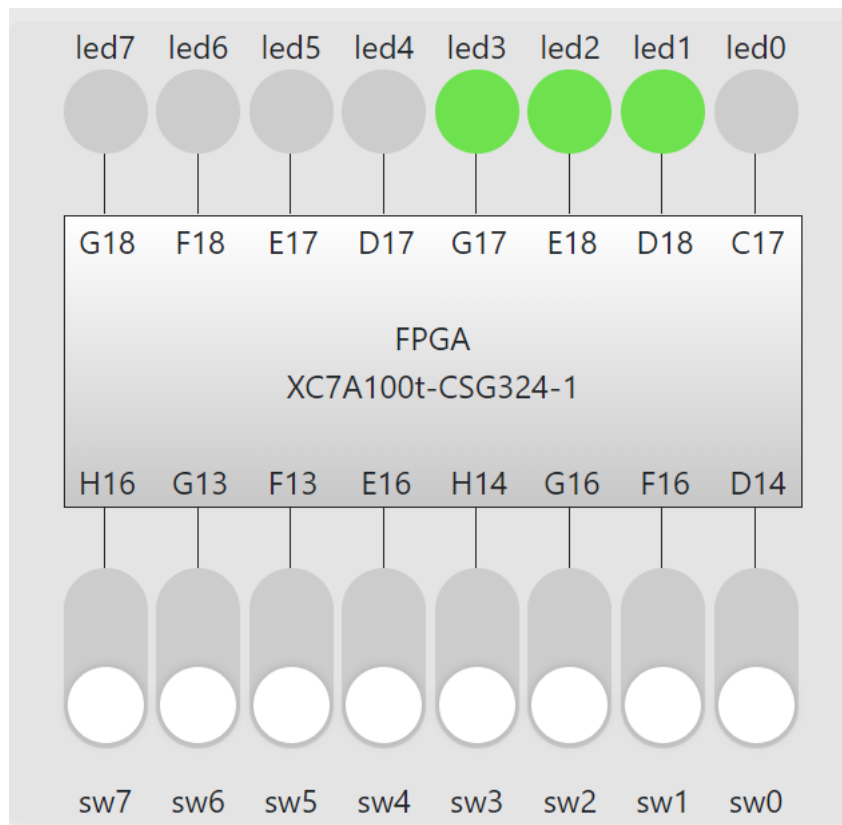 led7 led6 led5 led4 led3 led2 led1 led0
G18 F18 E17 D17 G17 E18 D18 C17
FPGA
XC7A100t-CSG324-1
H16 G13 F13 E16 H14 G16 F16 D14
sw7 sw6 sw5 sw4 sw3 sw2 sw1 sw0